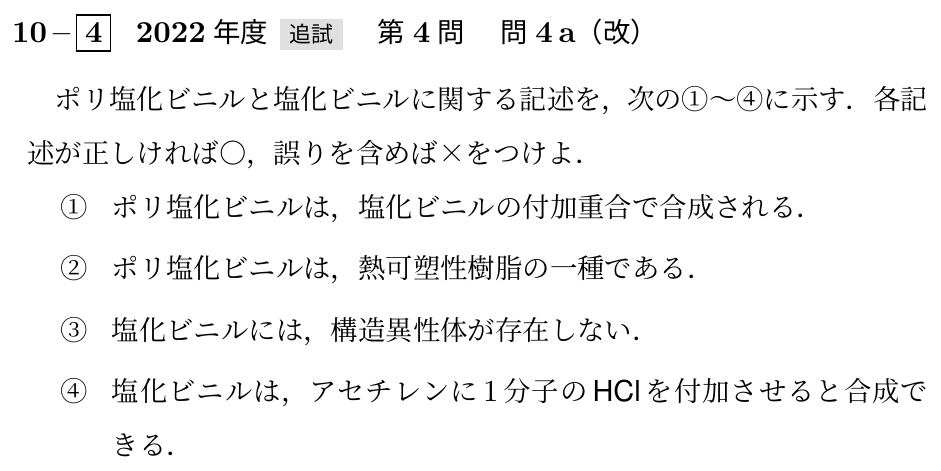 10−4 2022年度 追試 第4問 問4a（改）
ポリ塩化ビニルと塩化ビニルに関する記述を，次の①～④に示す．各記
述が正しければ○，誤りを含めば×をつけよ．
① ポリ塩化ビニルは，塩化ビニルの付加重合で合成される．
② ポリ塩化ビニルは，熱可塑性樹脂の一種である．
③ 塩化ビニルには，構造異性体が存在しない．
④ 塩化ビニルは，アセチレンに1分子のHClを付加させると合成で
きる．